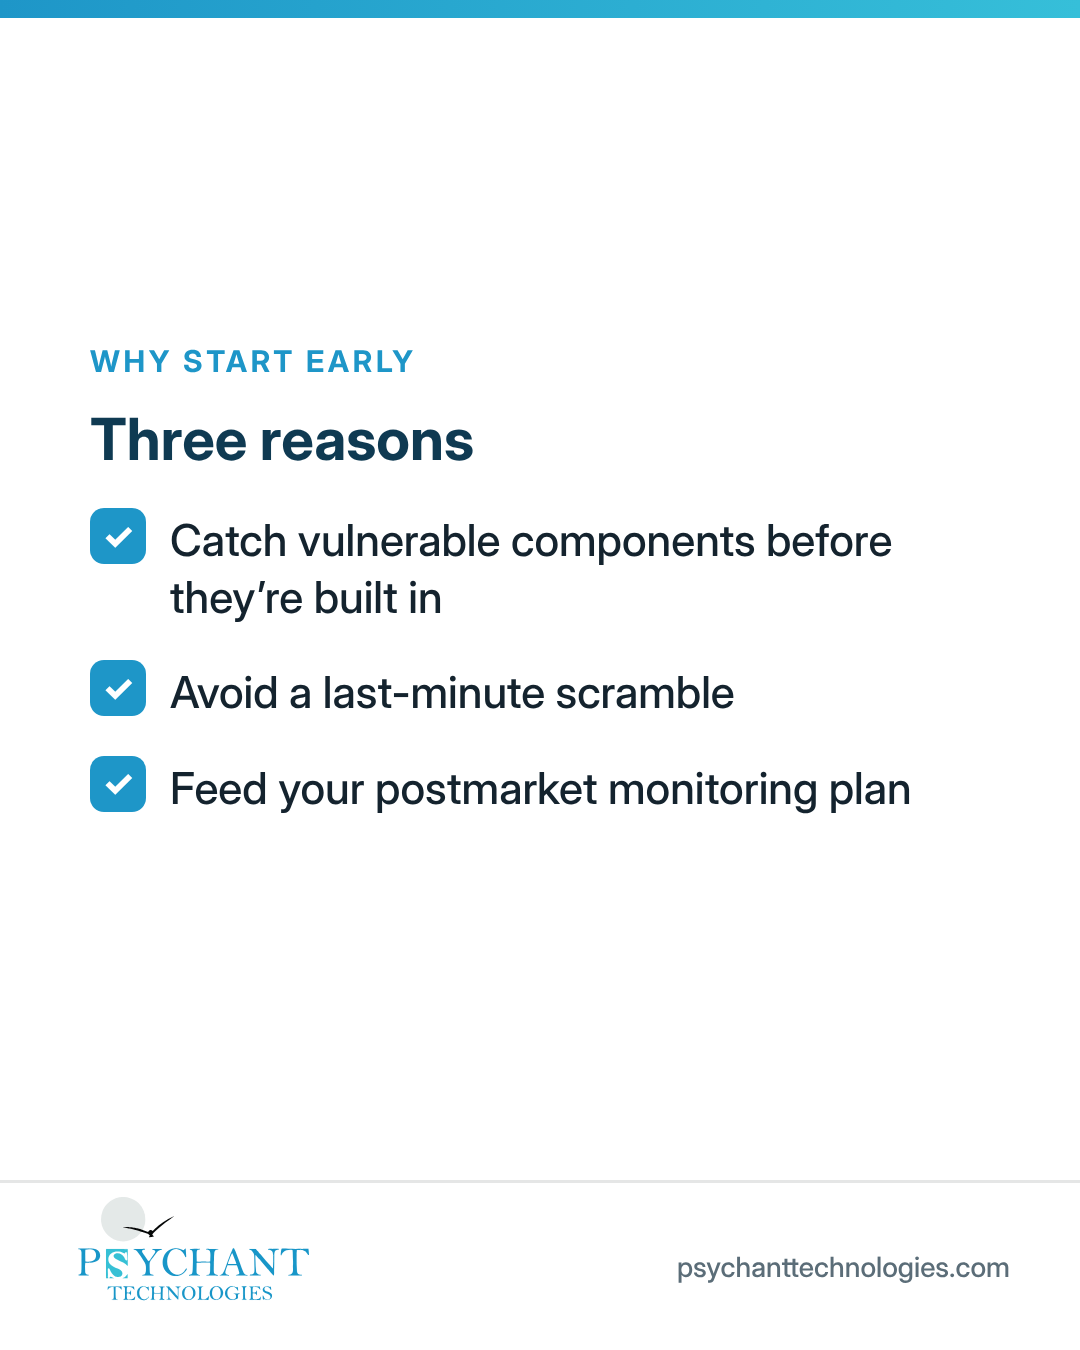 WHY START EARLY
Three reasons
Catch vulnerable components before
they’re built in
Avoid a last-minute scramble
Feed your postmarket monitoring plan
PSYCHANT
TECHNOLOGIES
psychanttechnologies.com